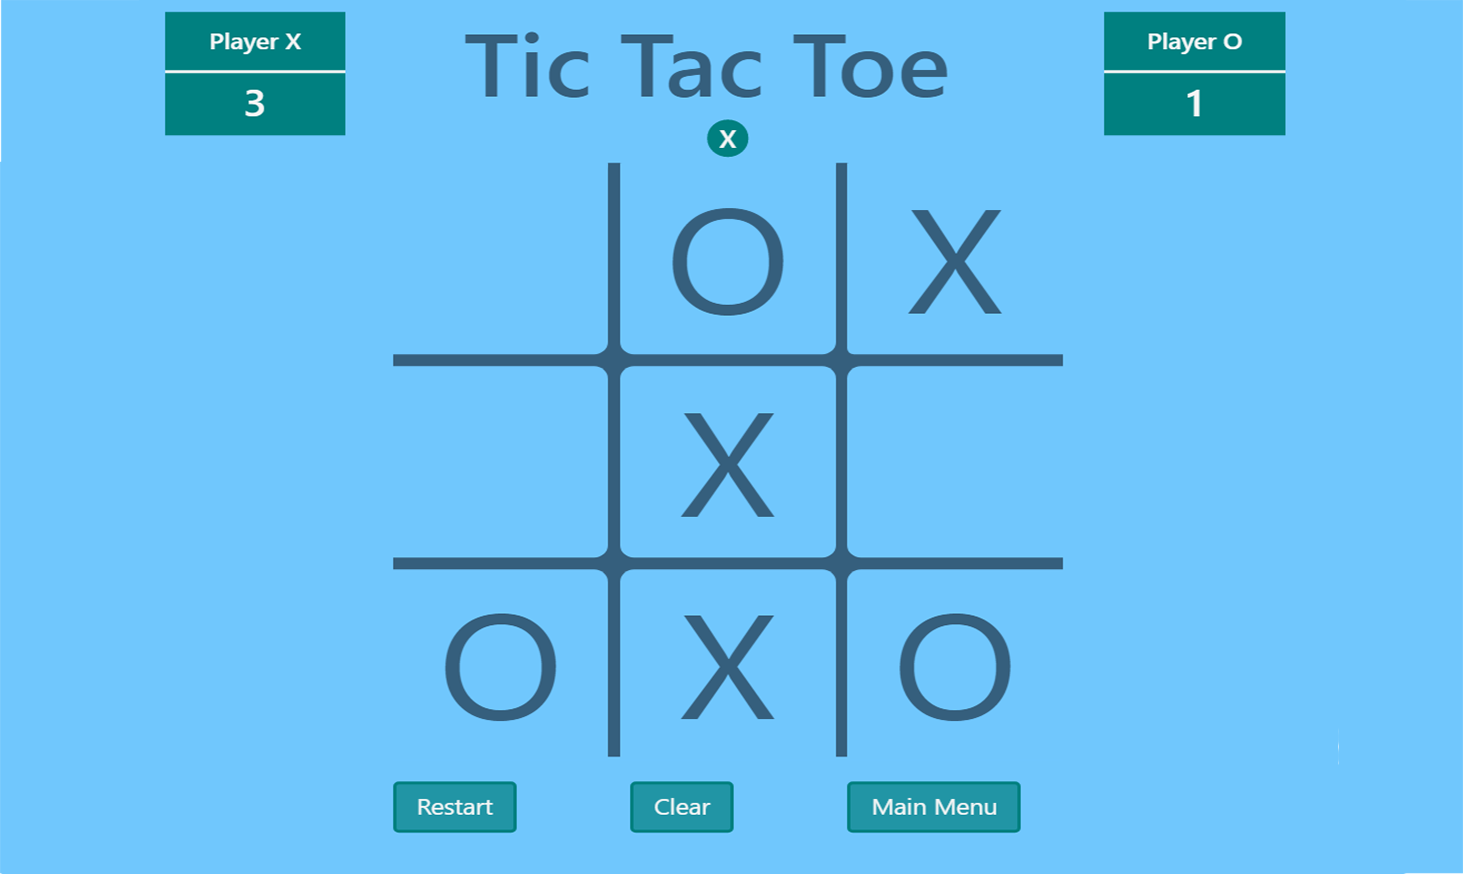 Player X
3
Tic Tac Toe
X
Player O
1
O X
X
O X O
Restart Clear Main Menu